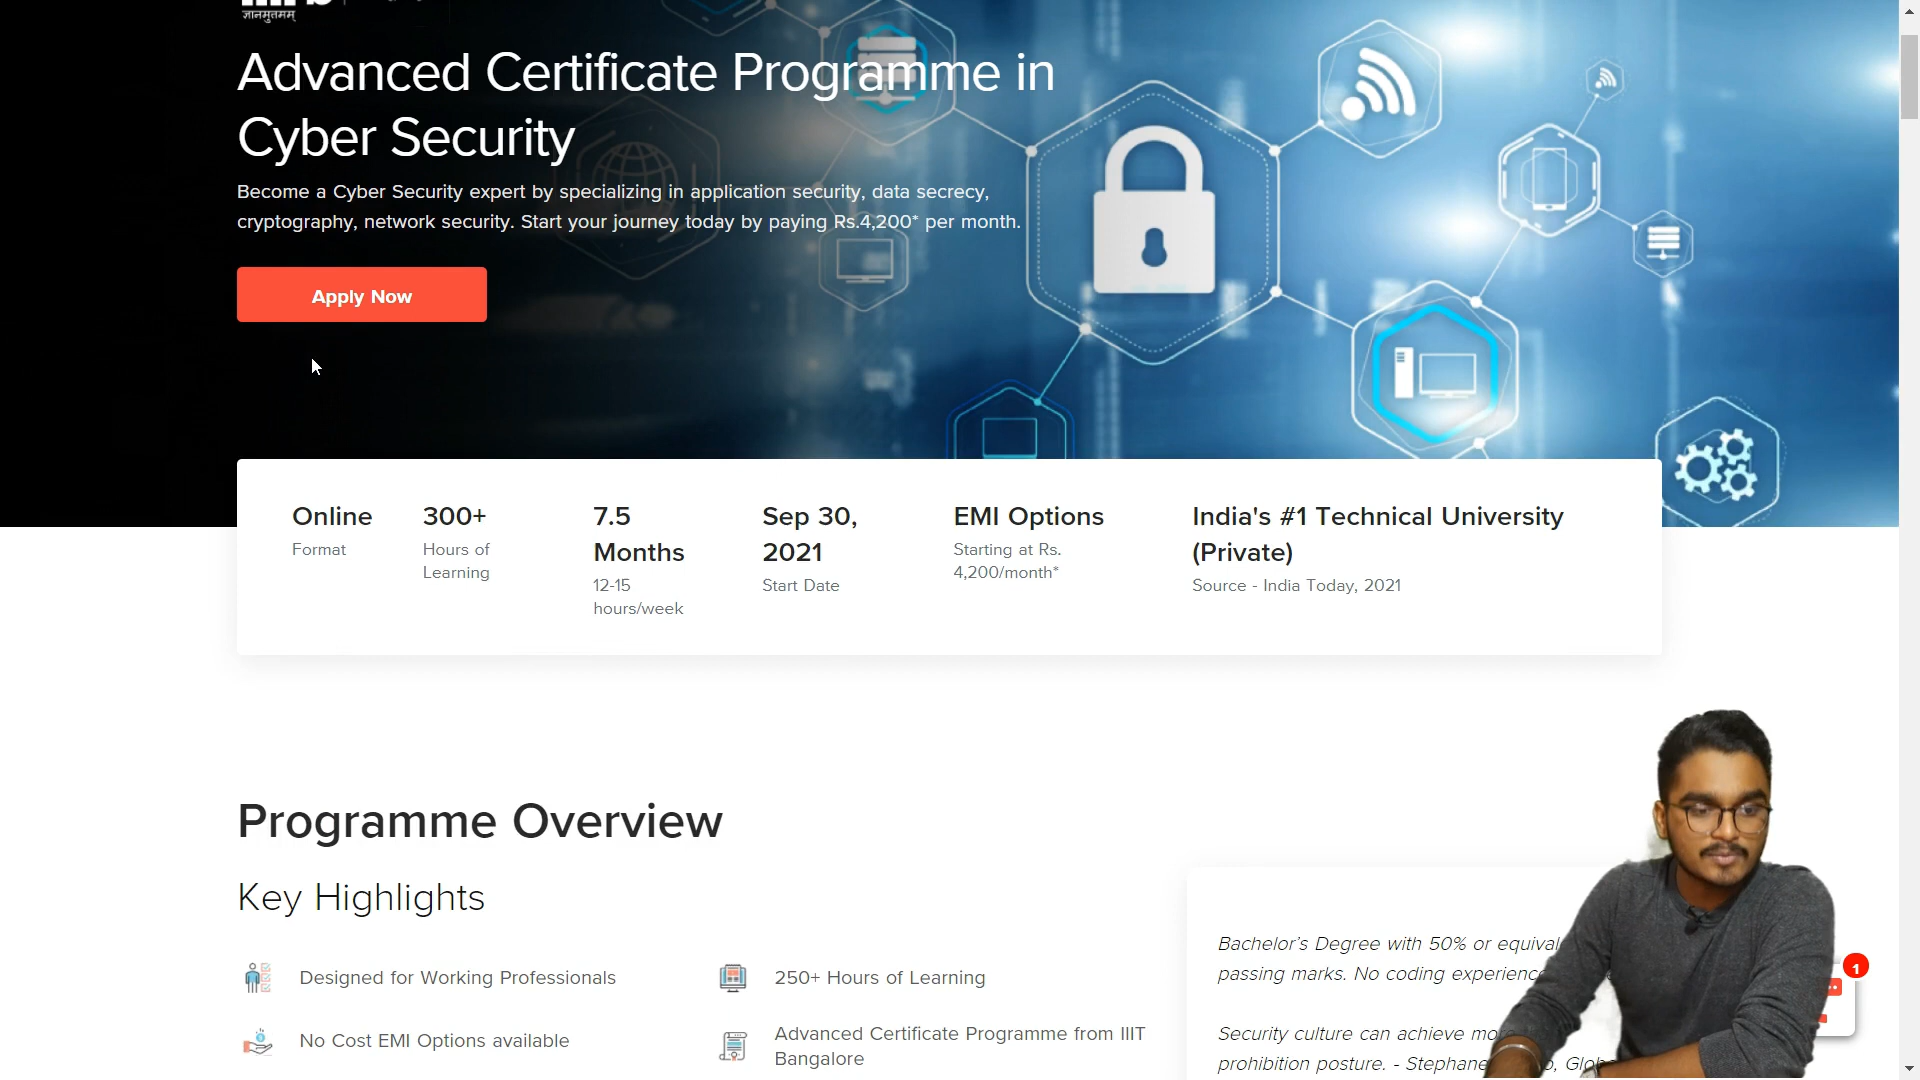 ज्ञानमुत्तमम्
Advanced Certificate Programme in
Cyber Security
Become a Cyber Security expert by specializing in application security, data secrecy,
cryptography, network security. Start your journey today by paying Rs.4,200* per month.
Apply Now
Online
Format
300+
Hours of
Learning
7.5
Months
12-15
hours/week
Sep 30,
2021
Start Date
EMI Options
Starting at Rs.
4,200/month*
India's #1 Technical University
(Private)
Source - India Today, 2021
Programme Overview
Key Highlights
Designed for Working Professionals
250+ Hours of Learning
No Cost EMI Options available
Advanced Certificate Programme from IIIT
Bangalore
Bachelor's Degree with 50% or
passing marks. No coding
Security culture can achieve
prohibition posture. -
1